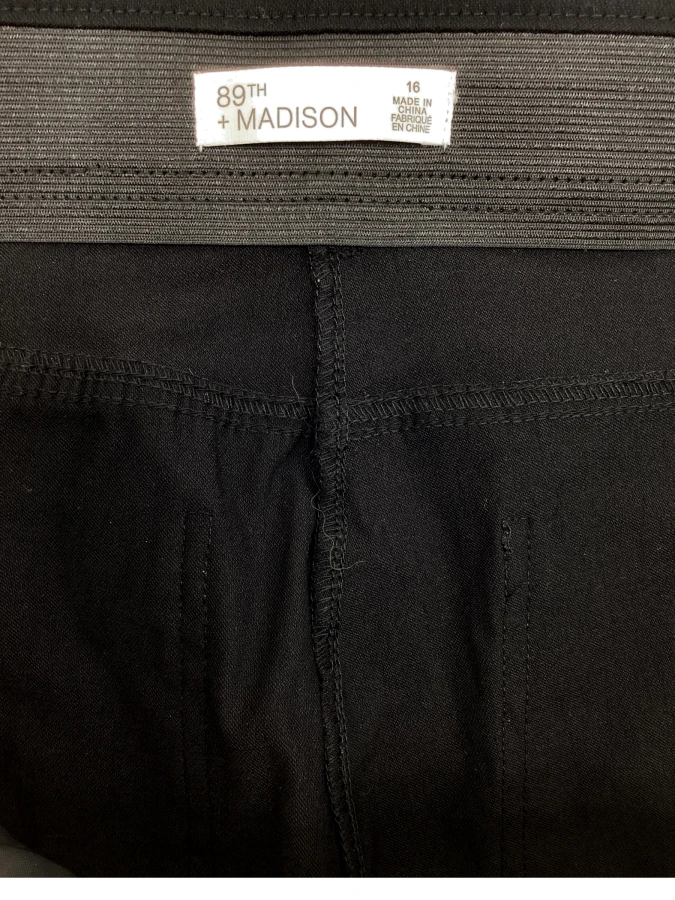 89TH
+ MADISON
16
MADE IN
CHINA
FABRIQUÉ
EN CHINE